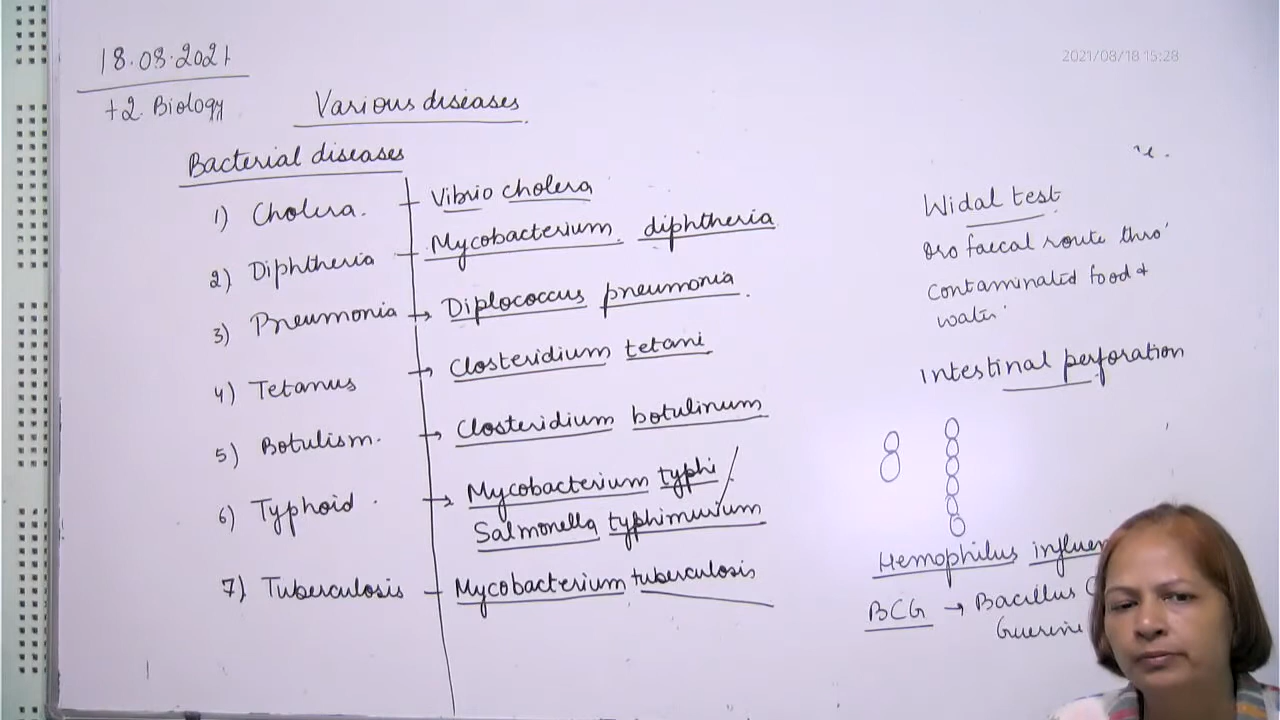 18.08.2021
+2. Biology
Various diseases
2021/08/18 15:28
Bacterial diseases
1) Cholera. Vibrio cholera
2) Diphtheria Mycobacterium diphtheria
3) Pneumonia → Diplococcus pneumonia.
4) Tetanus → Closteridium tetani
5) Botulism. → Closteridium botulinum
6) Typhoid. → Mycobacterium typhi /
Salmonella typhimurium
7) Tuberculosis - Mycobacterium tuberculosis
Widal test
Oro faecal route thro'
Contaminated food &
water
Intestinal perforation
Hemophilus influen
BCG → Bacillus C
Guerine